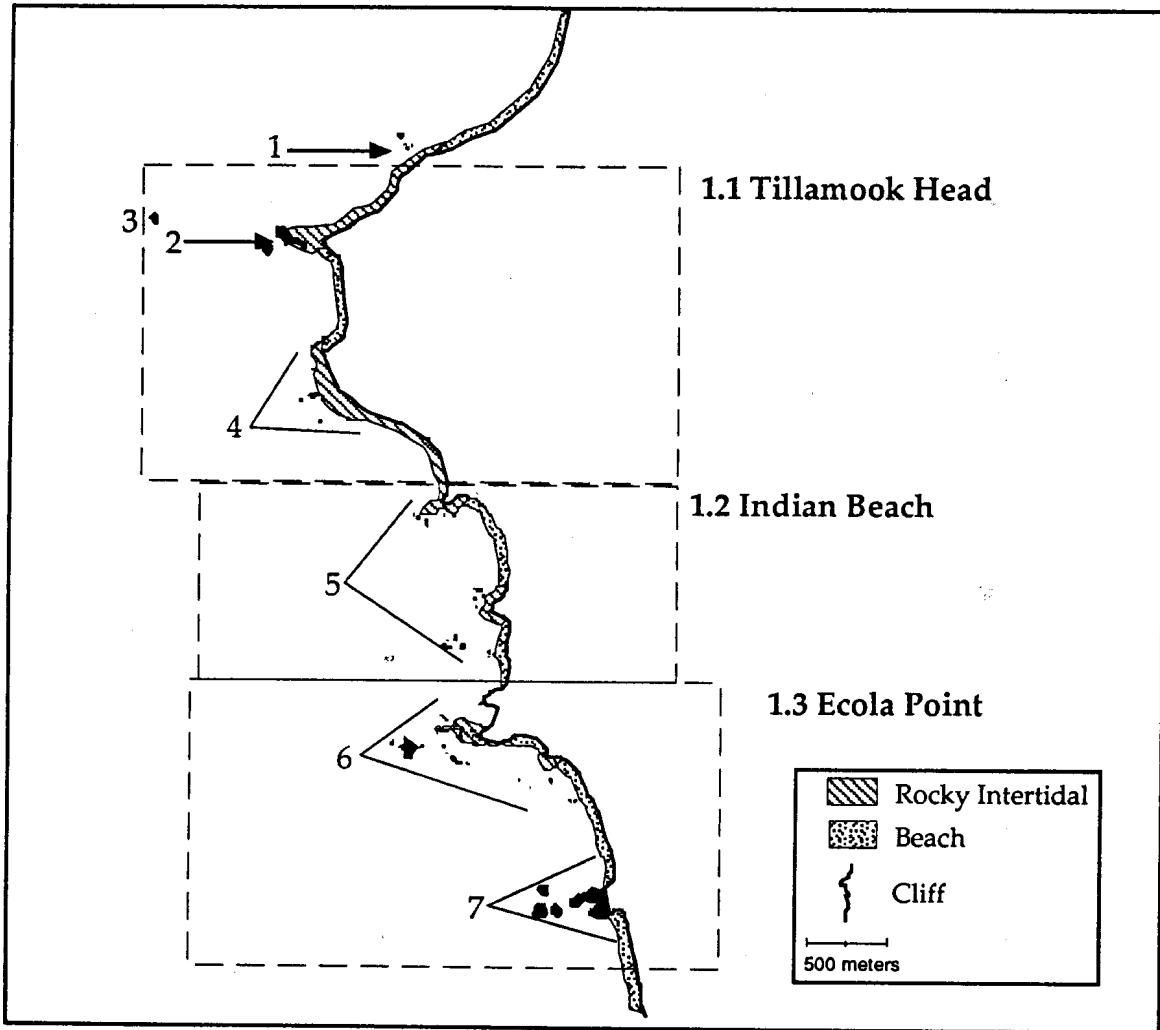 1
1.1 Tillamook Head
3
2
4
1.2 Indian Beach
5
1.3 Ecola Point
6
Rocky Intertidal
Beach
Cliff
7
500 meters